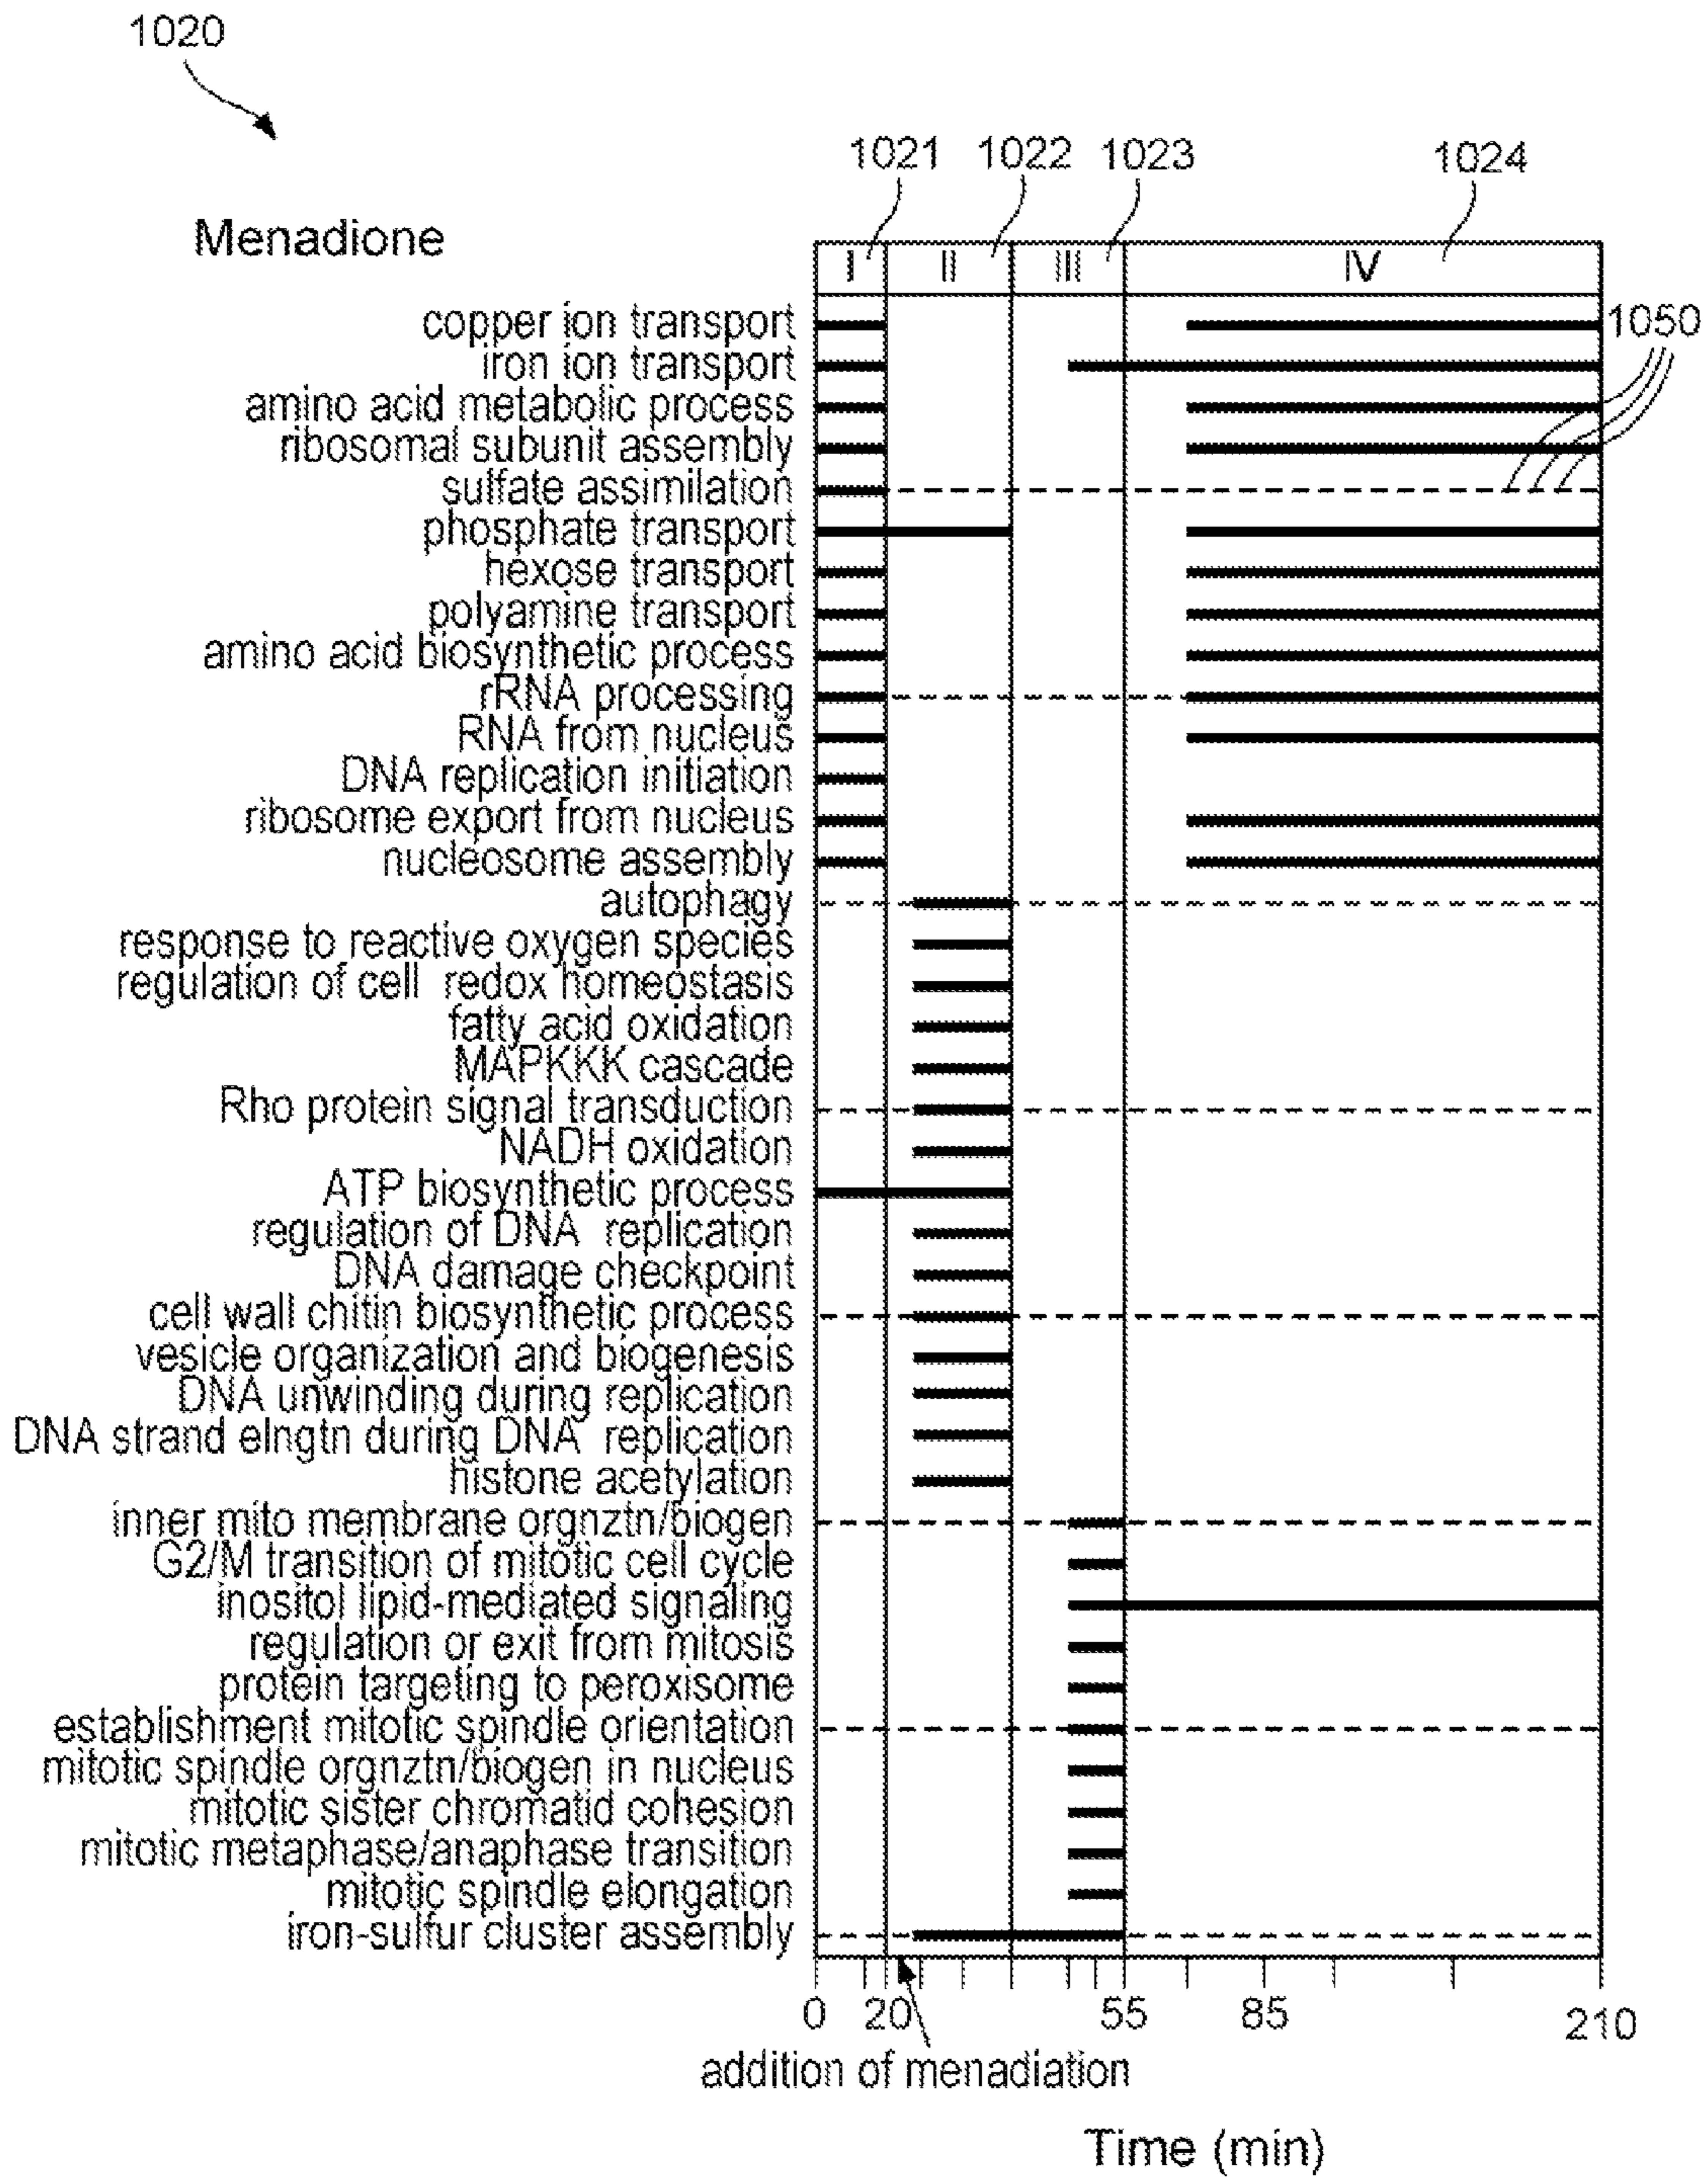 1020
1021 1022 1023 1024
Menadione
I II III IV
copper ion transport
1050
iron ion transport
amino acid metabolic process
ribosomal subunit assembly
sulfate assimilation
phosphate transport
hexose transport
polyamine transport
amino acid biosynthetic process
rRNA processing
RNA from nucleus
DNA replication initiation
ribosome export from nucleus
nucleosome assembly
autophagy
response to reactive oxygen species
regulation of cell redox homeostasis
fatty acid oxidation
MAPKKK cascade
Rho protein signal transduction
NADH oxidation
ATP biosynthetic process
regulation of DNA replication
DNA damage checkpoint
cell wall chitin biosynthetic process
vesicle organization and biogenesis
DNA unwinding during replication
DNA strand elngtn during DNA replication
histone acetylation
inner mito membrane orgnztn/biogen
G2/M transition of mitotic cell cycle
inositol lipid-mediated signaling
regulation or exit from mitosis
protein targeting to peroxisome
establishment mitotic spindle orientation
mitotic spindle orgnztn/biogen in nucleus
mitotic sister chromatid cohesion
mitotic metaphase/anaphase transition
mitotic spindle elongation
iron-sulfur cluster assembly
0 20 55 85 210
addition of menadiation
Time (min)